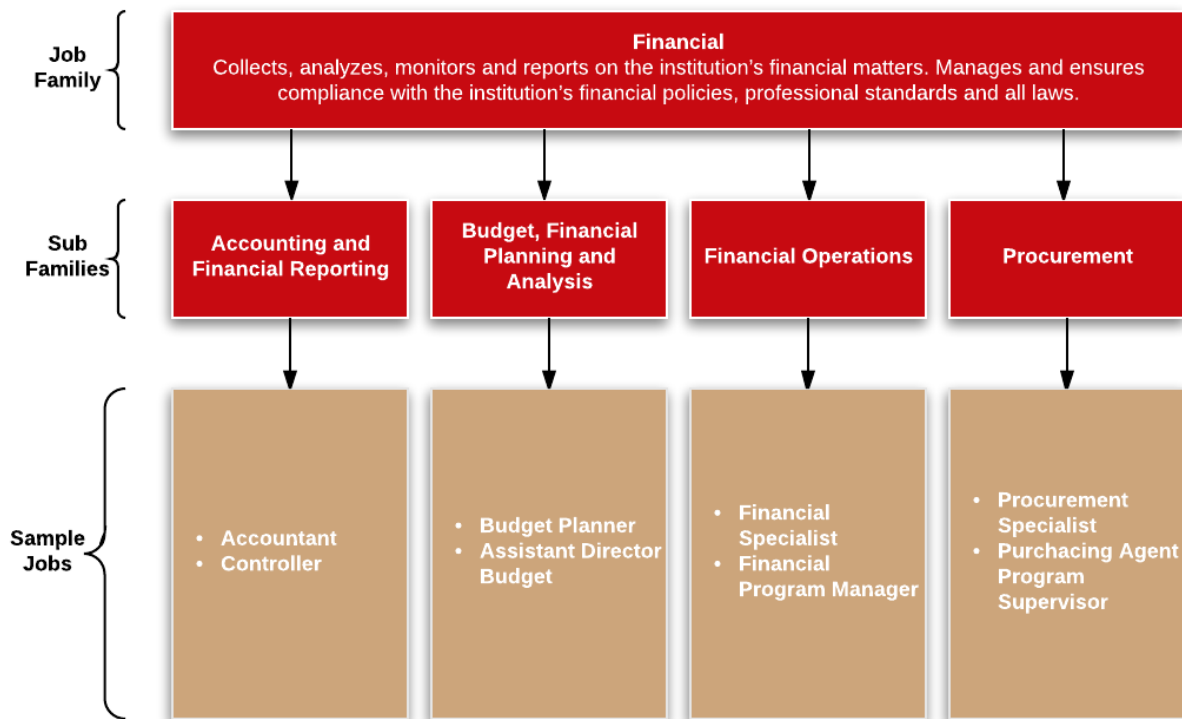 Job
Family
Financial
Collects, analyzes, monitors and reports on the institution's financial matters. Manages and ensures
compliance with the institution's financial policies, professional standards and all laws.
Sub
Families
Accounting and
Financial Reporting
Budget, Financial
Planning and
Analysis
Financial Operations
Procurement
Sample
Jobs
• Accountant
• Controller
• Budget Planner
• Assistant Director
Budget
• Financial
Specialist
• Financial
Program Manager
• Procurement
Specialist
• Purchasing Agent
Program
Supervisor